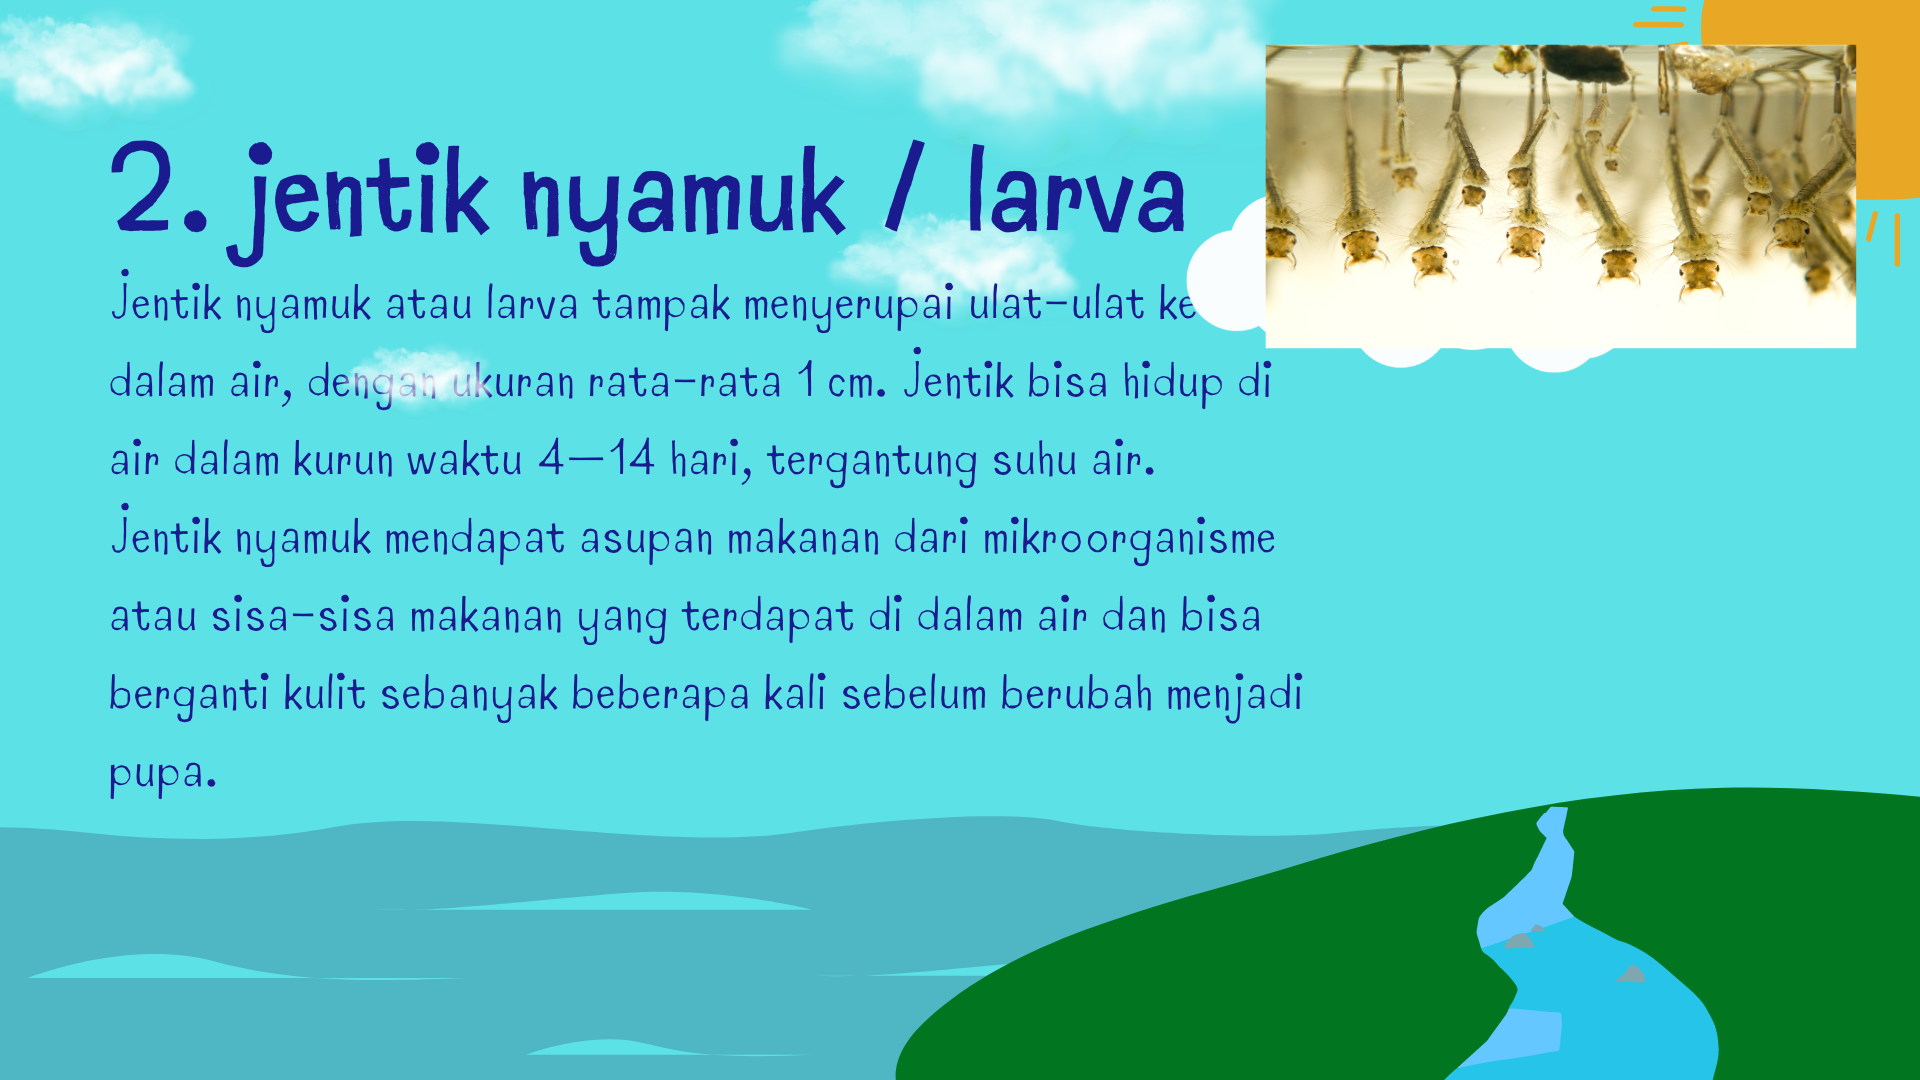 2. jentik nyamuk / larva
Jentik nyamuk atau larva tampak menyerupai ulat-ulat
dalam air, dengan ukuran rata-rata 1 cm. Jentik bisa hidup di
air dalam kurun waktu 4—14 hari, tergantung suhu air.
Jentik nyamuk mendapat asupan makanan dari mikroorganisme
atau sisa-sisa makanan yang terdapat di dalam air dan bisa
berganti kulit sebanyak beberapa kali sebelum berubah menjadi
pupa.